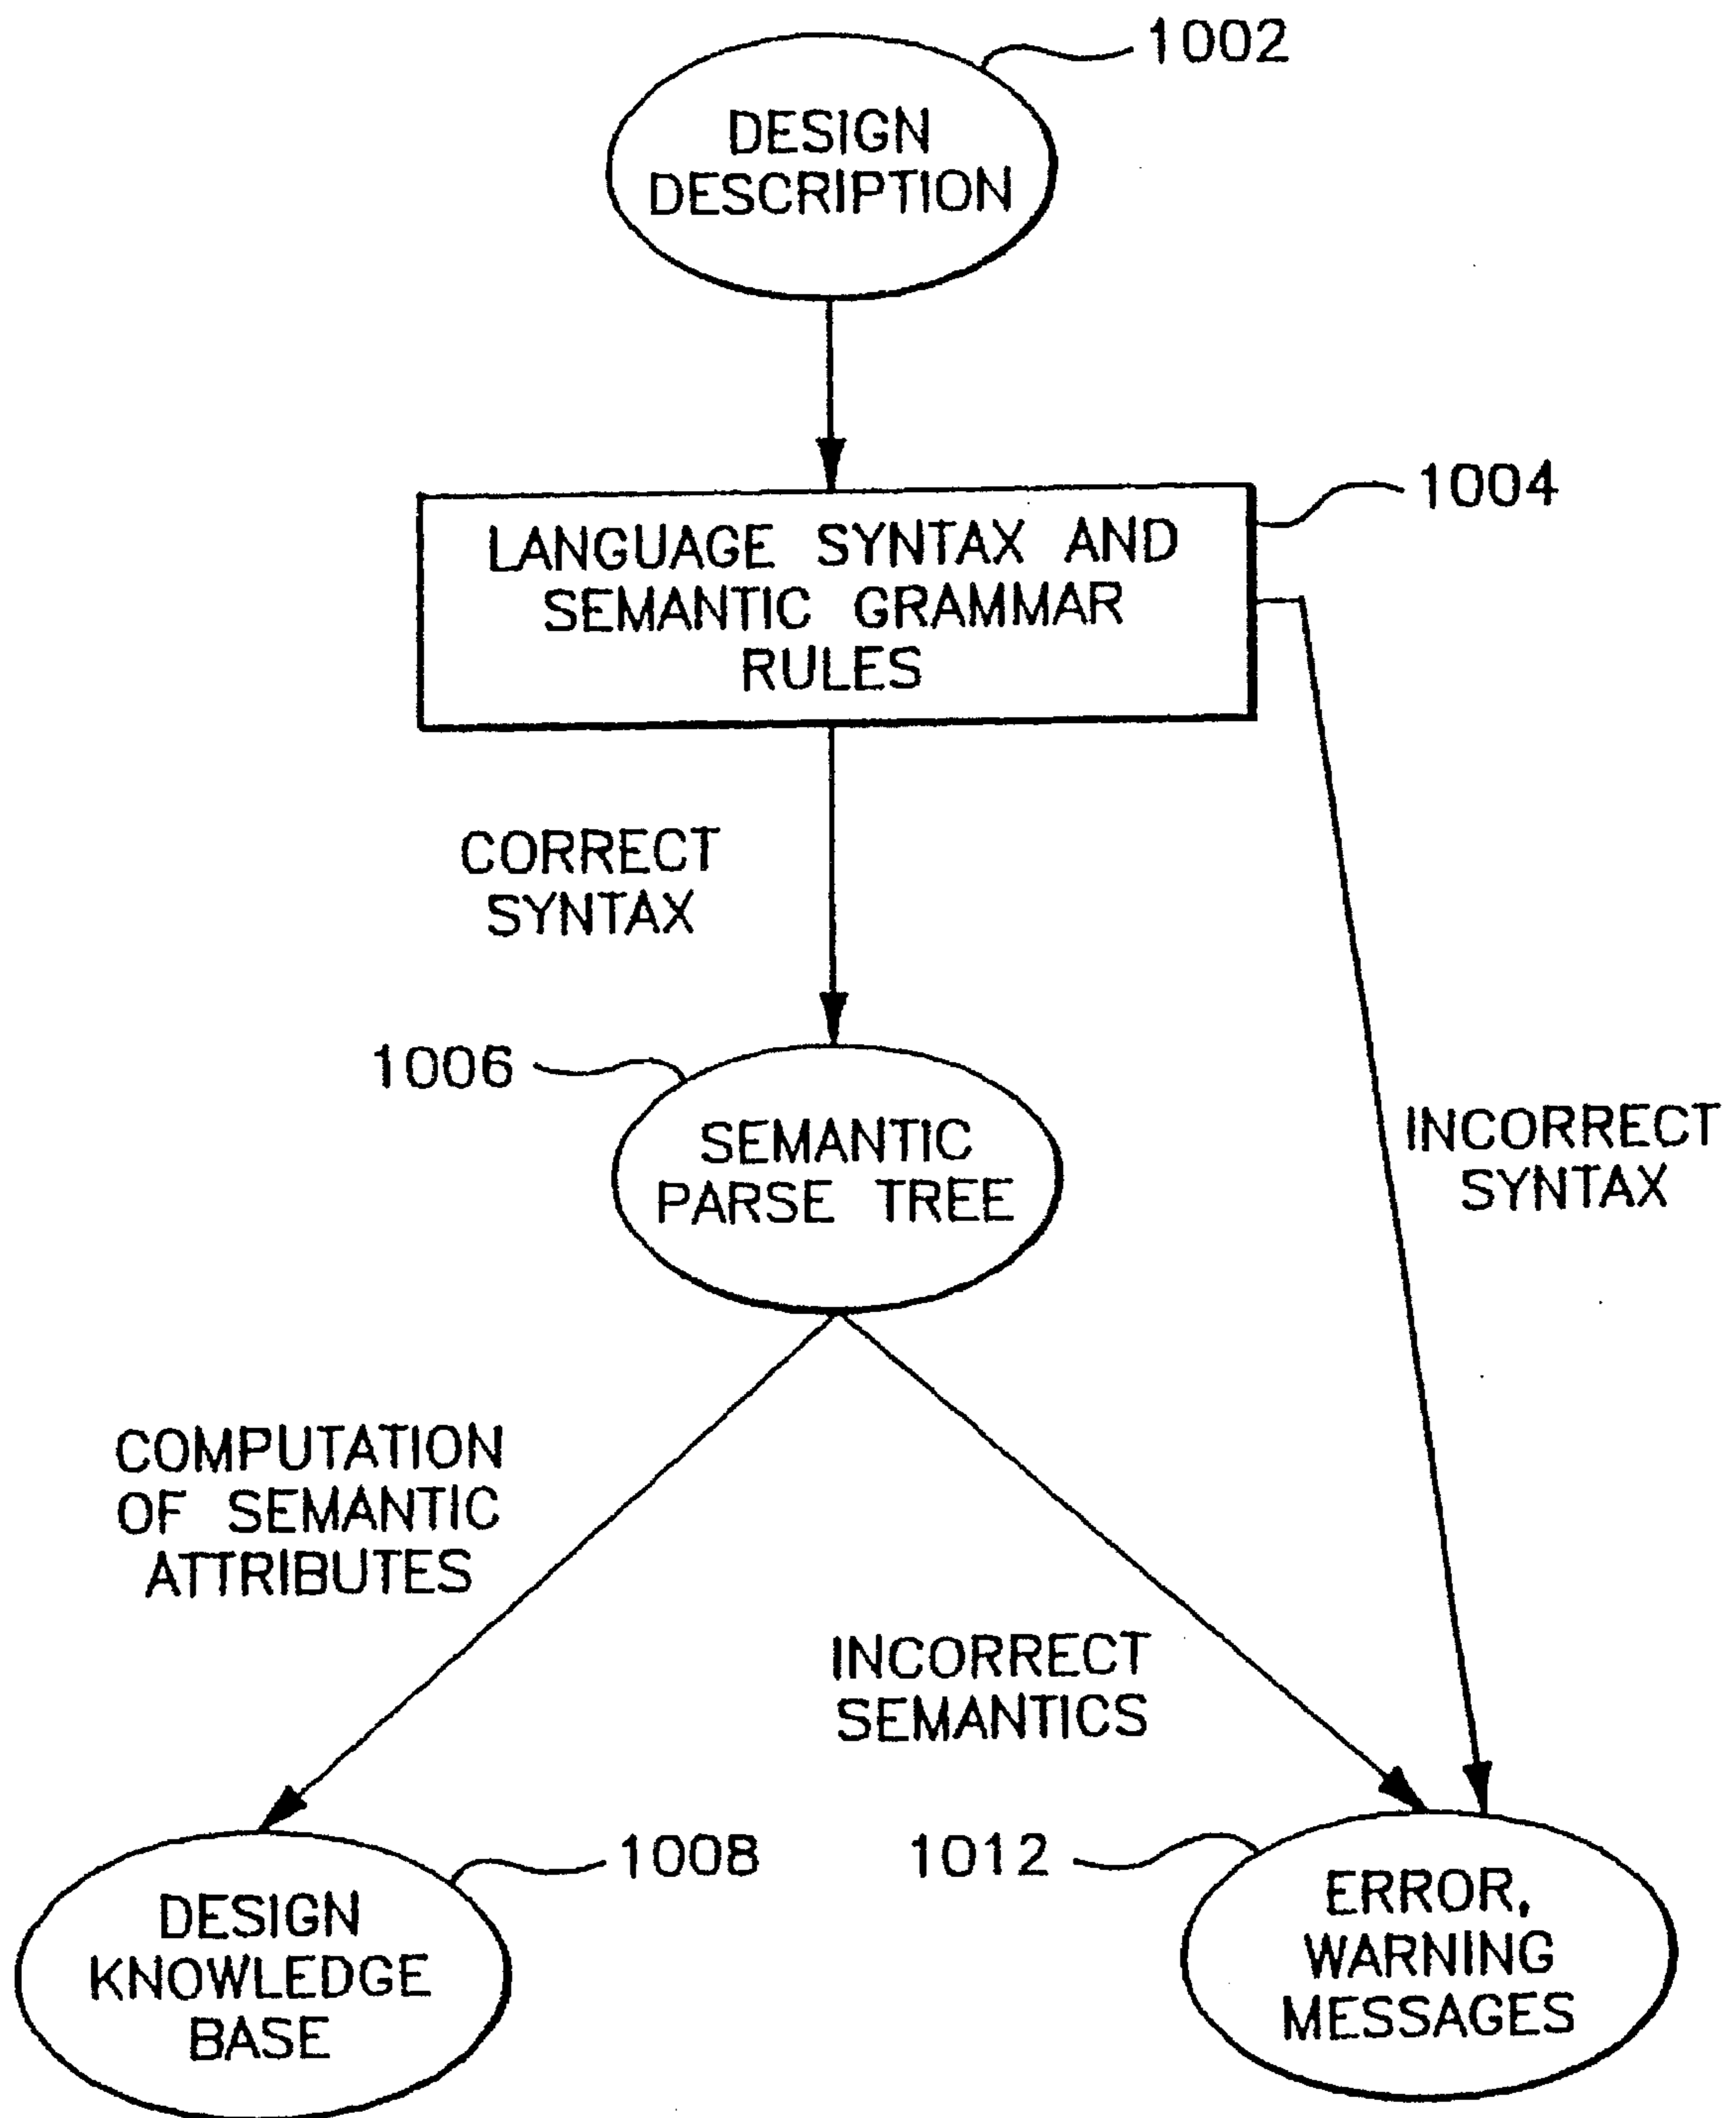 1002
DESIGN
DESCRIPTION
1004
LANGUAGE SYNTAX AND
SEMANTIC GRAMMAR
RULES
CORRECT
SYNTAX
1006
SEMANTIC
PARSE TREE
INCORRECT
SYNTAX
COMPUTATION
OF SEMANTIC
ATTRIBUTES
INCORRECT
SEMANTICS
1008
DESIGN
KNOWLEDGE
BASE
1012
ERROR,
WARNING
MESSAGES